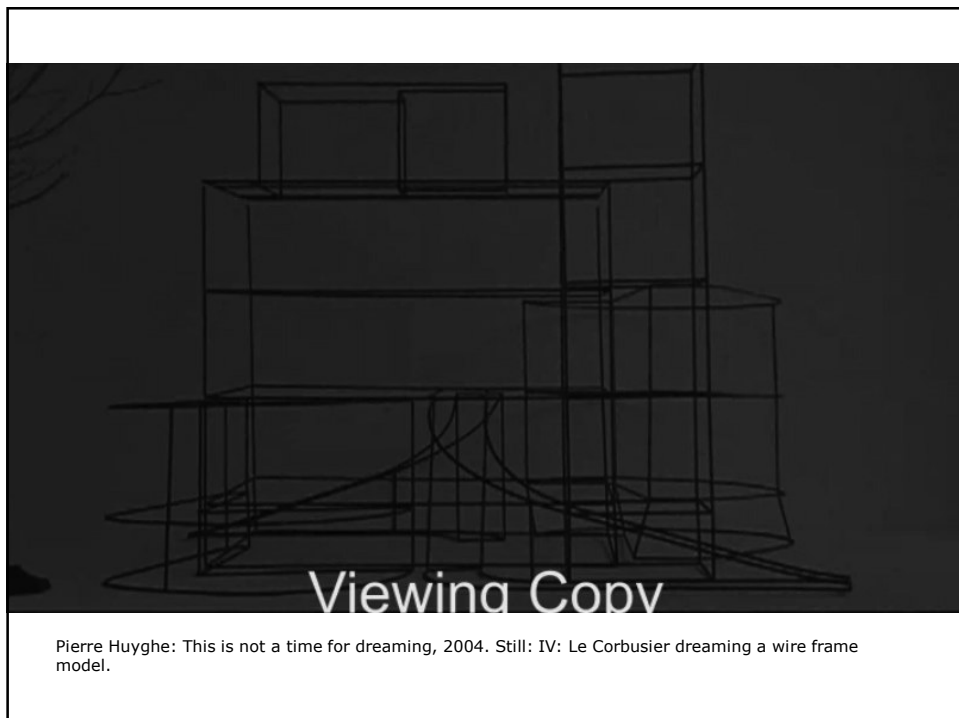 Viewing Copy
Pierre Huyghe: This is not a time for dreaming, 2004. Still: IV: Le Corbusier dreaming a wire frame
model.